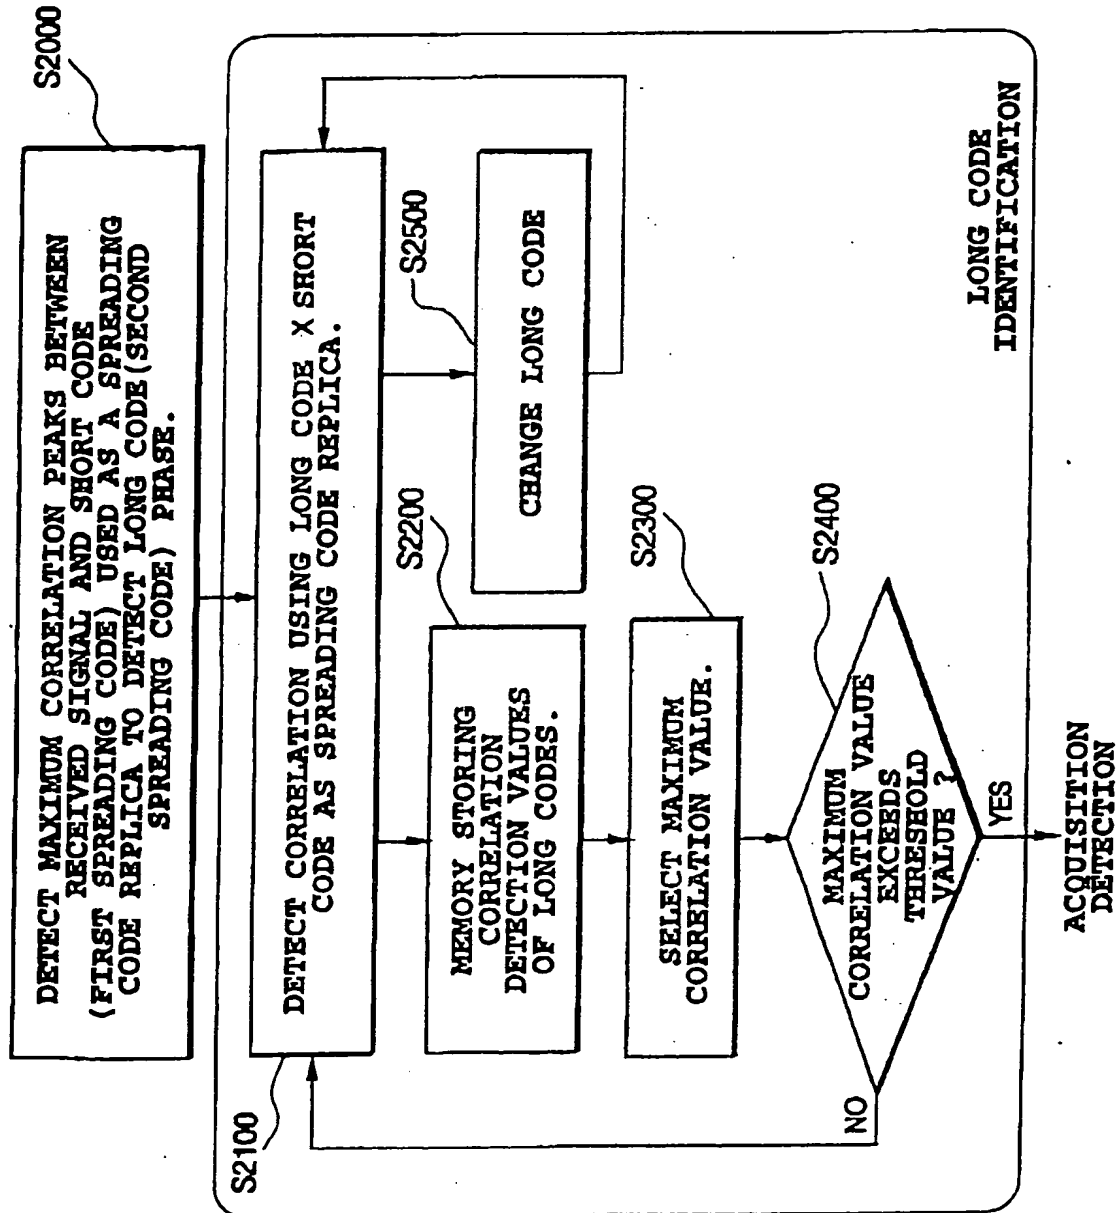 S2000
DETECT MAXIMUM CORRELATION PEAKS BETWEEN
RECEIVED SIGNAL AND SHORT CODE
(FIRST SPREADING CODE) USED AS A SPREADING
CODE REPLICA TO DETECT LONG CODE(SECOND
SPREADING CODE) PHASE.
S2100
DETECT CORRELATION USING LONG CODE X SHORT
CODE AS SPREADING CODE REPLICA.
S2500
CHANGE LONG CODE
S2200
MEMORY STORING
CORRELATION
DETECTION VALUES
OF LONG CODES.
S2300
SELECT MAXIMUM
CORRELATION VALUE.
S2400
MAXIMUM
CORRELATION VALUE
EXCEEDS
THRESHOLD
VALUE ?
NO
YES
LONG CODE
IDENTIFICATION
ACQUISITION
DETECTION